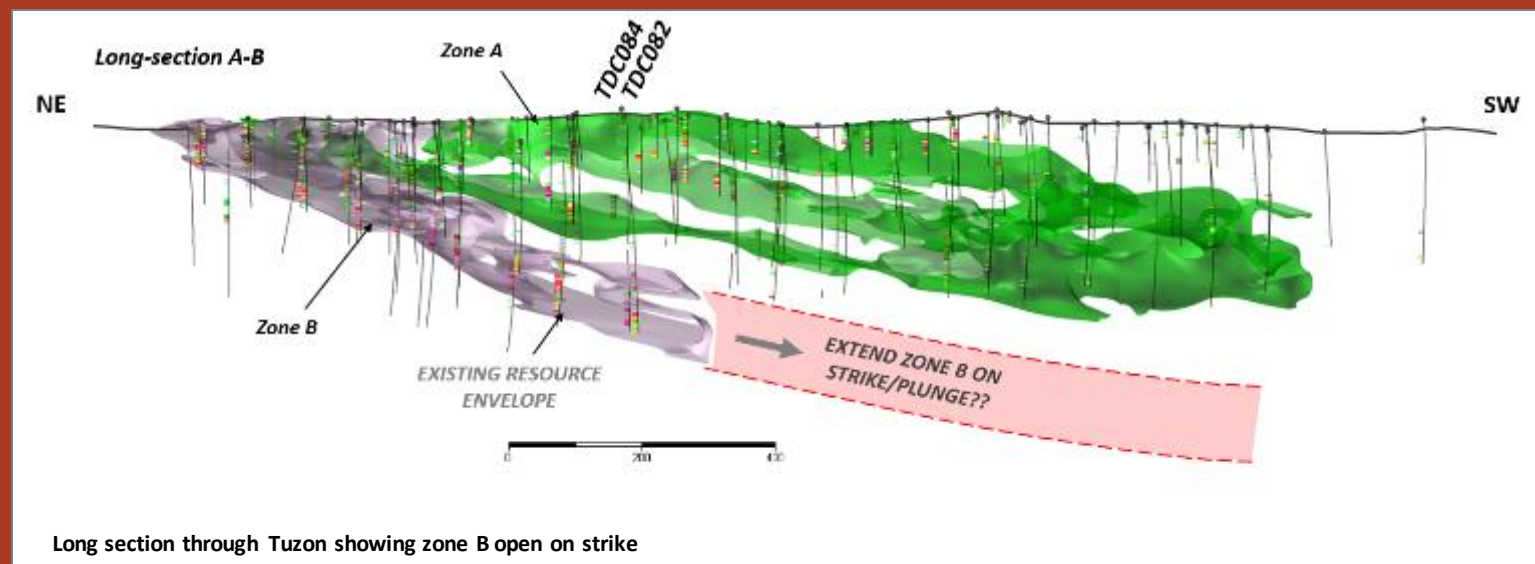 Long-section A-B
Zone A
TDC084
TDC082
NE
SW
Zone B
EXISTING RESOURCE
ENVELOPE
EXTEND ZONE B ON
STRIKE/PLUNGE??
0
200
400
Long section through Tuzon showing zone B open on strike